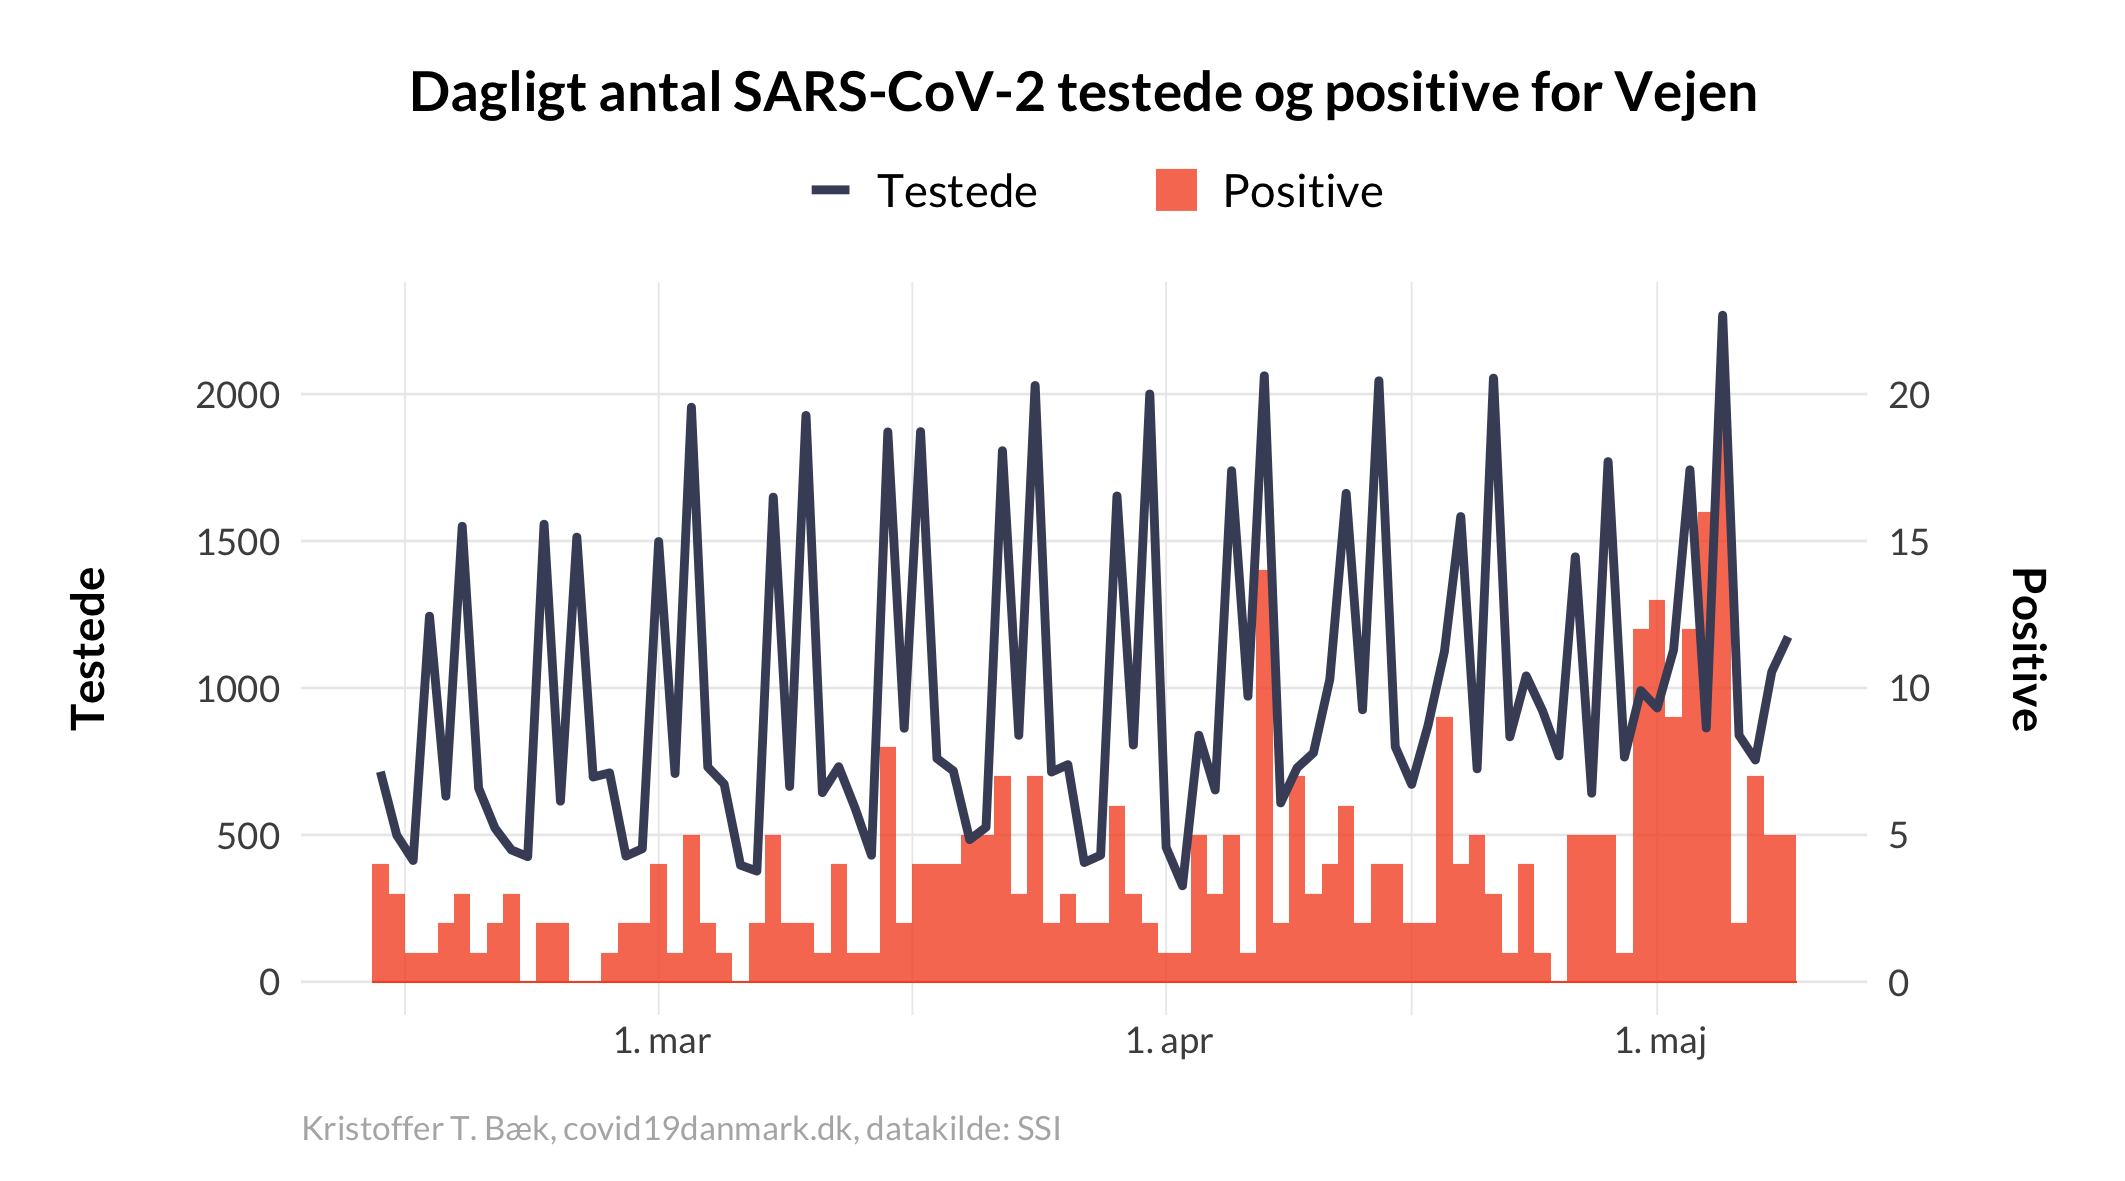 Dagligt antal SARS-CoV-2 testede og positive for Vejen
Testede Positive
2000 20
1500 15
1000 10
500 5
0 0
Testede
Positive
1. mar 1. apr 1. maj
Kristoffer T. Bæk, covid19danmark.dk, datakilde: SSI